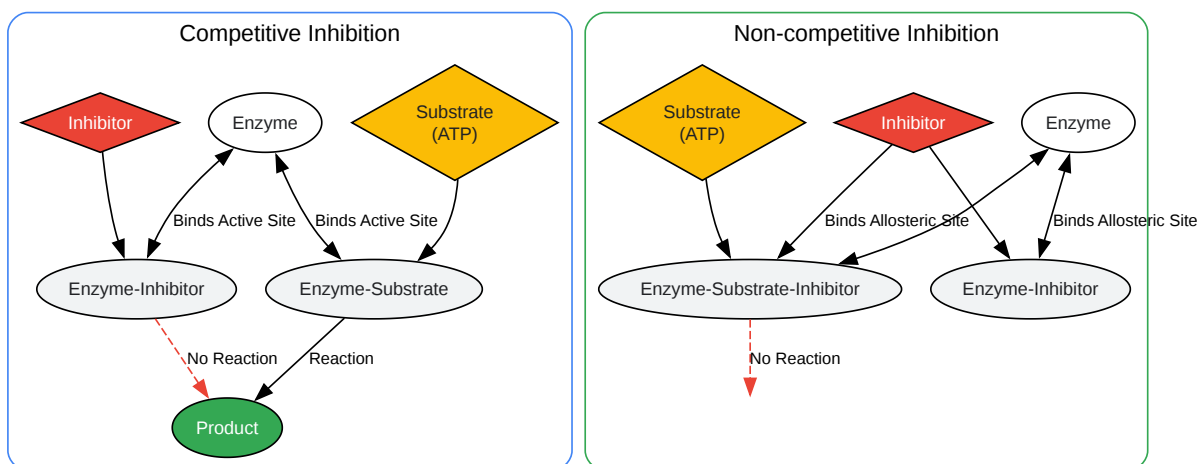 Competitive Inhibition
Inhibitor
Enzyme
Substrate
(ATP)
Binds Active Site
Binds Active Site
Enzyme-Inhibitor
Enzyme-Substrate
No Reaction
Reaction
Product
Non-competitive Inhibition
Substrate
(ATP)
Inhibitor
Enzyme
Binds Allosteric Site
Binds Allosteric Site
Enzyme-Substrate-Inhibitor
Enzyme-Inhibitor
No Reaction